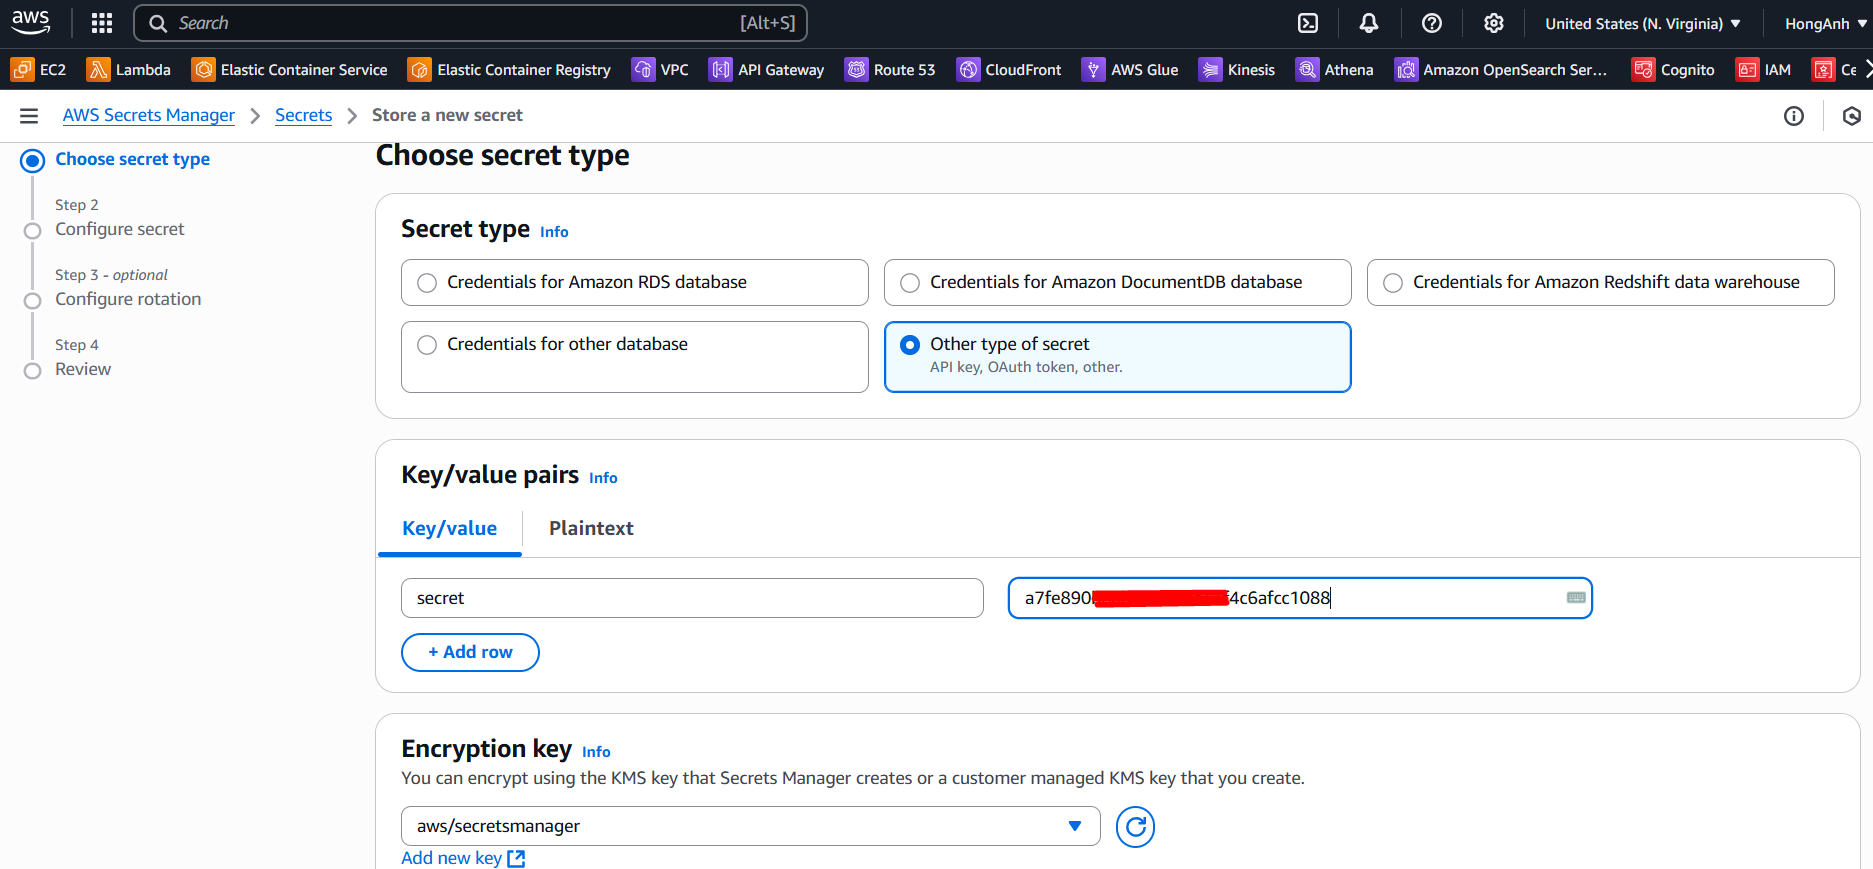 aws
Search [Alt+S]
United States (N. Virginia)
HongAnh
EC2
Lambda
Elastic Container Service
Elastic Container Registry
VPC
API Gateway
Route 53
CloudFront
AWS Glue
Kinesis
Athena
Amazon OpenSearch Ser...
Cognito
IAM
Ce
AWS Secrets Manager
Secrets
Store a new secret
Choose secret type
Step 2
Configure secret
Step 3 - optional
Configure rotation
Step 4
Review
Choose secret type
Secret type Info
Credentials for Amazon RDS database
Credentials for Amazon DocumentDB database
Credentials for Amazon Redshift data warehouse
Credentials for other database
Other type of secret
API key, OAuth token, other.
Key/value pairs Info
Key/value
Plaintext
secret
a7fe890 4c6afcc1088
+ Add row
Encryption key Info
You can encrypt using the KMS key that Secrets Manager creates or a customer managed KMS key that you create.
aws/secretsmanager
Add new key